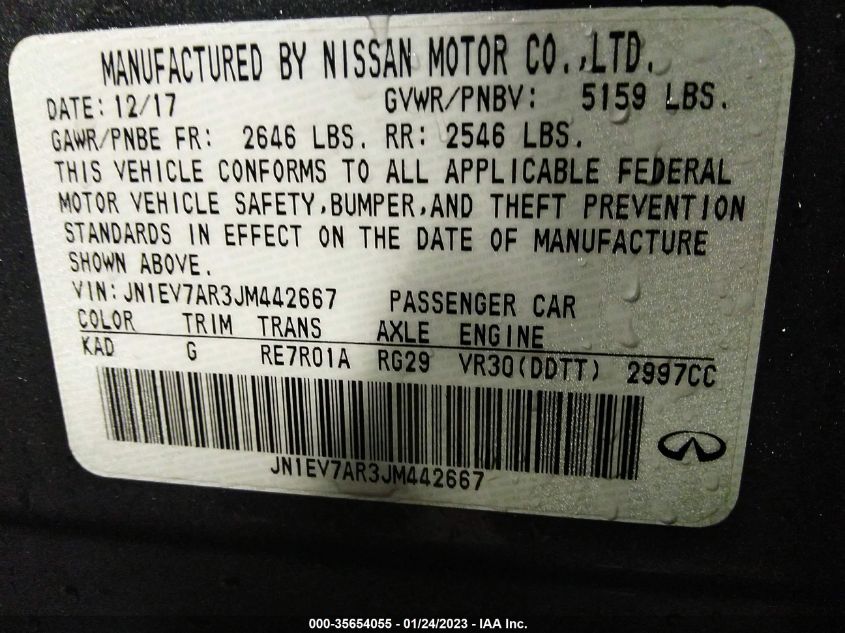 MANUFACTURED BY NISSAN MOTOR CO.,LTD.
DATE: 12/17 GVWR/PNBV: 5159 LBS.
GAWR/PNBE FR: 2646 LBS. RR: 2546 LBS.
THIS VEHICLE CONFORMS TO ALL APPLICABLE FEDERAL
MOTOR VEHICLE SAFETY,BUMPER,AND THEFT PREVENTION
STANDARDS IN EFFECT ON THE DATE OF MANUFACTURE
SHOWN ABOVE.
VIN: JN1EV7AR3JM442667 PASSENGER CAR
COLOR TRIM TRANS AXLE ENGINE
KAD G RE7R01A RG29 VR30(DDTT) 2997CC
JN1EV7AR3JM442667
000-35654055 — 01/24/2023 — IAA Inc.